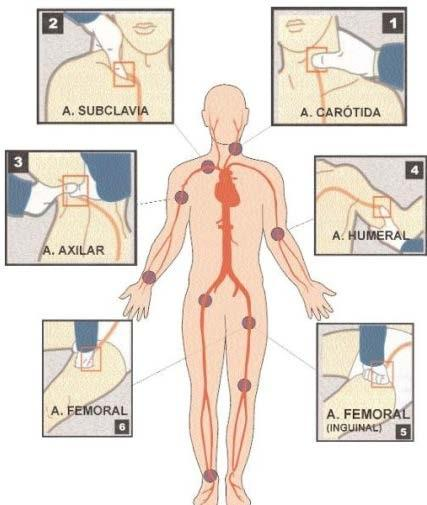 2
A. SUBCLAVIA
1
A. CARÓTIDA
3
A. AXILAR
4
A. HUMERAL
A. FEMORAL
6
A. FEMORAL
(INGUINAL)
5